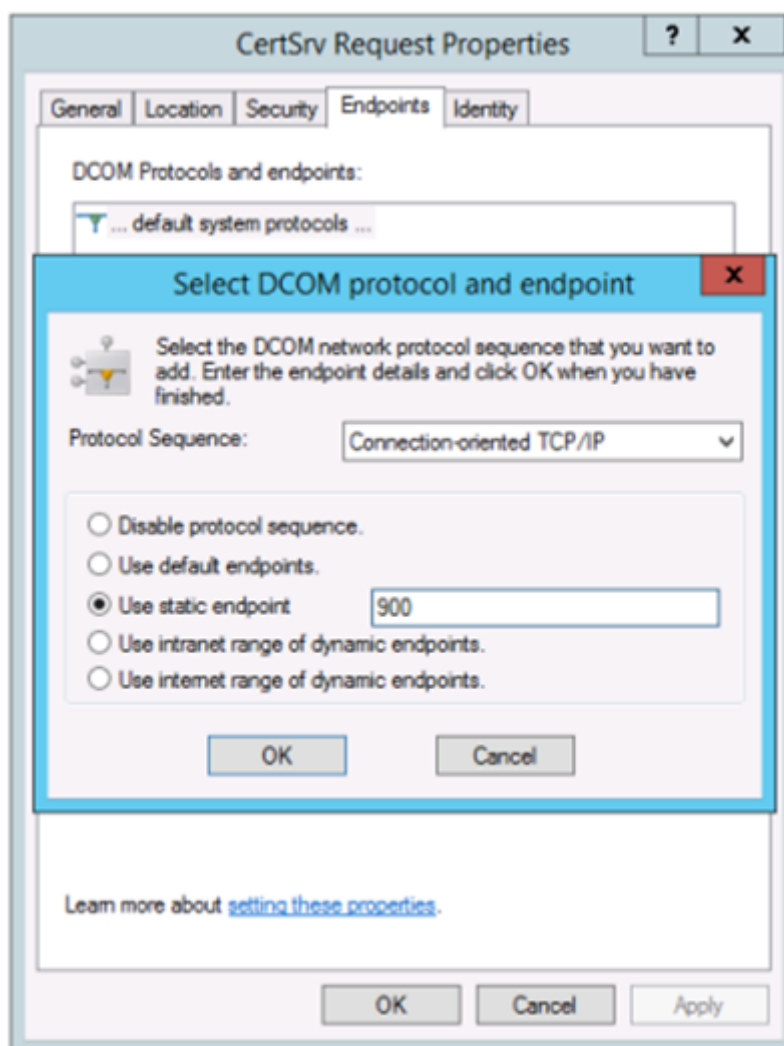 CertSrv Request Properties
? x
General Location Security Endpoints Identity
DCOM Protocols and endpoints:
... default system protocols ...
Select DCOM protocol and endpoint
x
Select the DCOM network protocol sequence that you want to
add. Enter the endpoint details and click OK when you have
finished.
Protocol Sequence: Connection-oriented TCP/IP
Disable protocol sequence.
Use default endpoints.
Use static endpoint 900
Use intranet range of dynamic endpoints.
Use internet range of dynamic endpoints.
OK Cancel
Learn more about setting these properties.
OK Cancel Apply